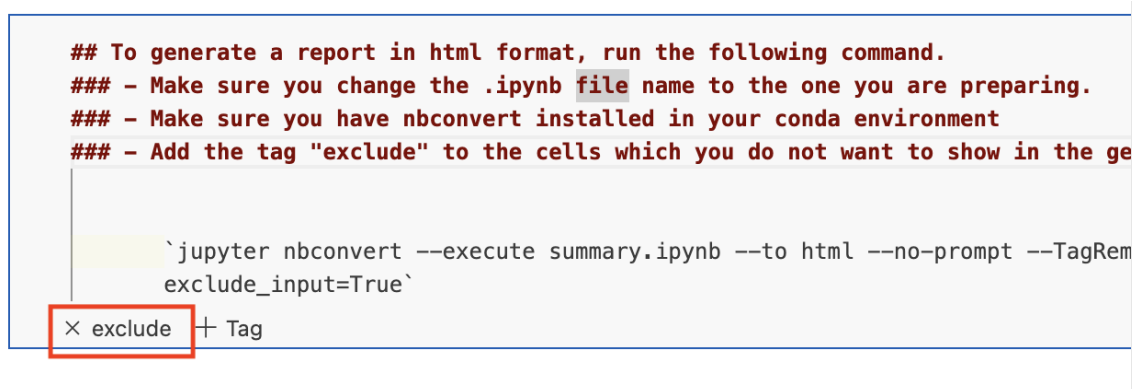 ## To generate a report in html format, run the following command.
### - Make sure you change the .ipynb file name to the one you are preparing.
### - Make sure you have nbconvert installed in your conda environment
### - Add the tag "exclude" to the cells which you do not want to show in the ge
`jupyter nbconvert --execute summary.ipynb --to html --no-prompt --TagRem
exclude_input=True`
× exclude + Tag